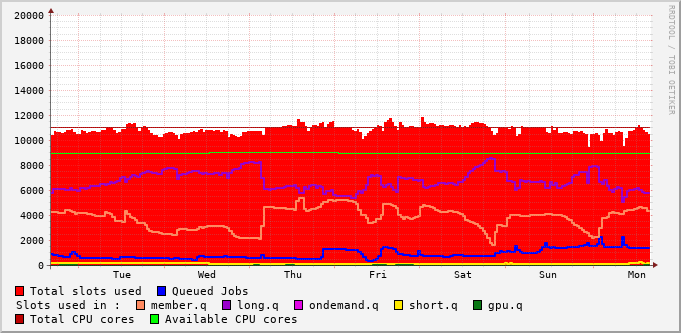 20000
18000
16000
14000
12000
10000
8000
6000
4000
2000
0
Tue Wed Thu Fri Sat Sun Mon
RRDTOOL / TOBI OETIKER
Total slots used Queued Jobs
Slots used in : member.q long.q ondemand.q short.q gpu.q
Total CPU cores Available CPU cores